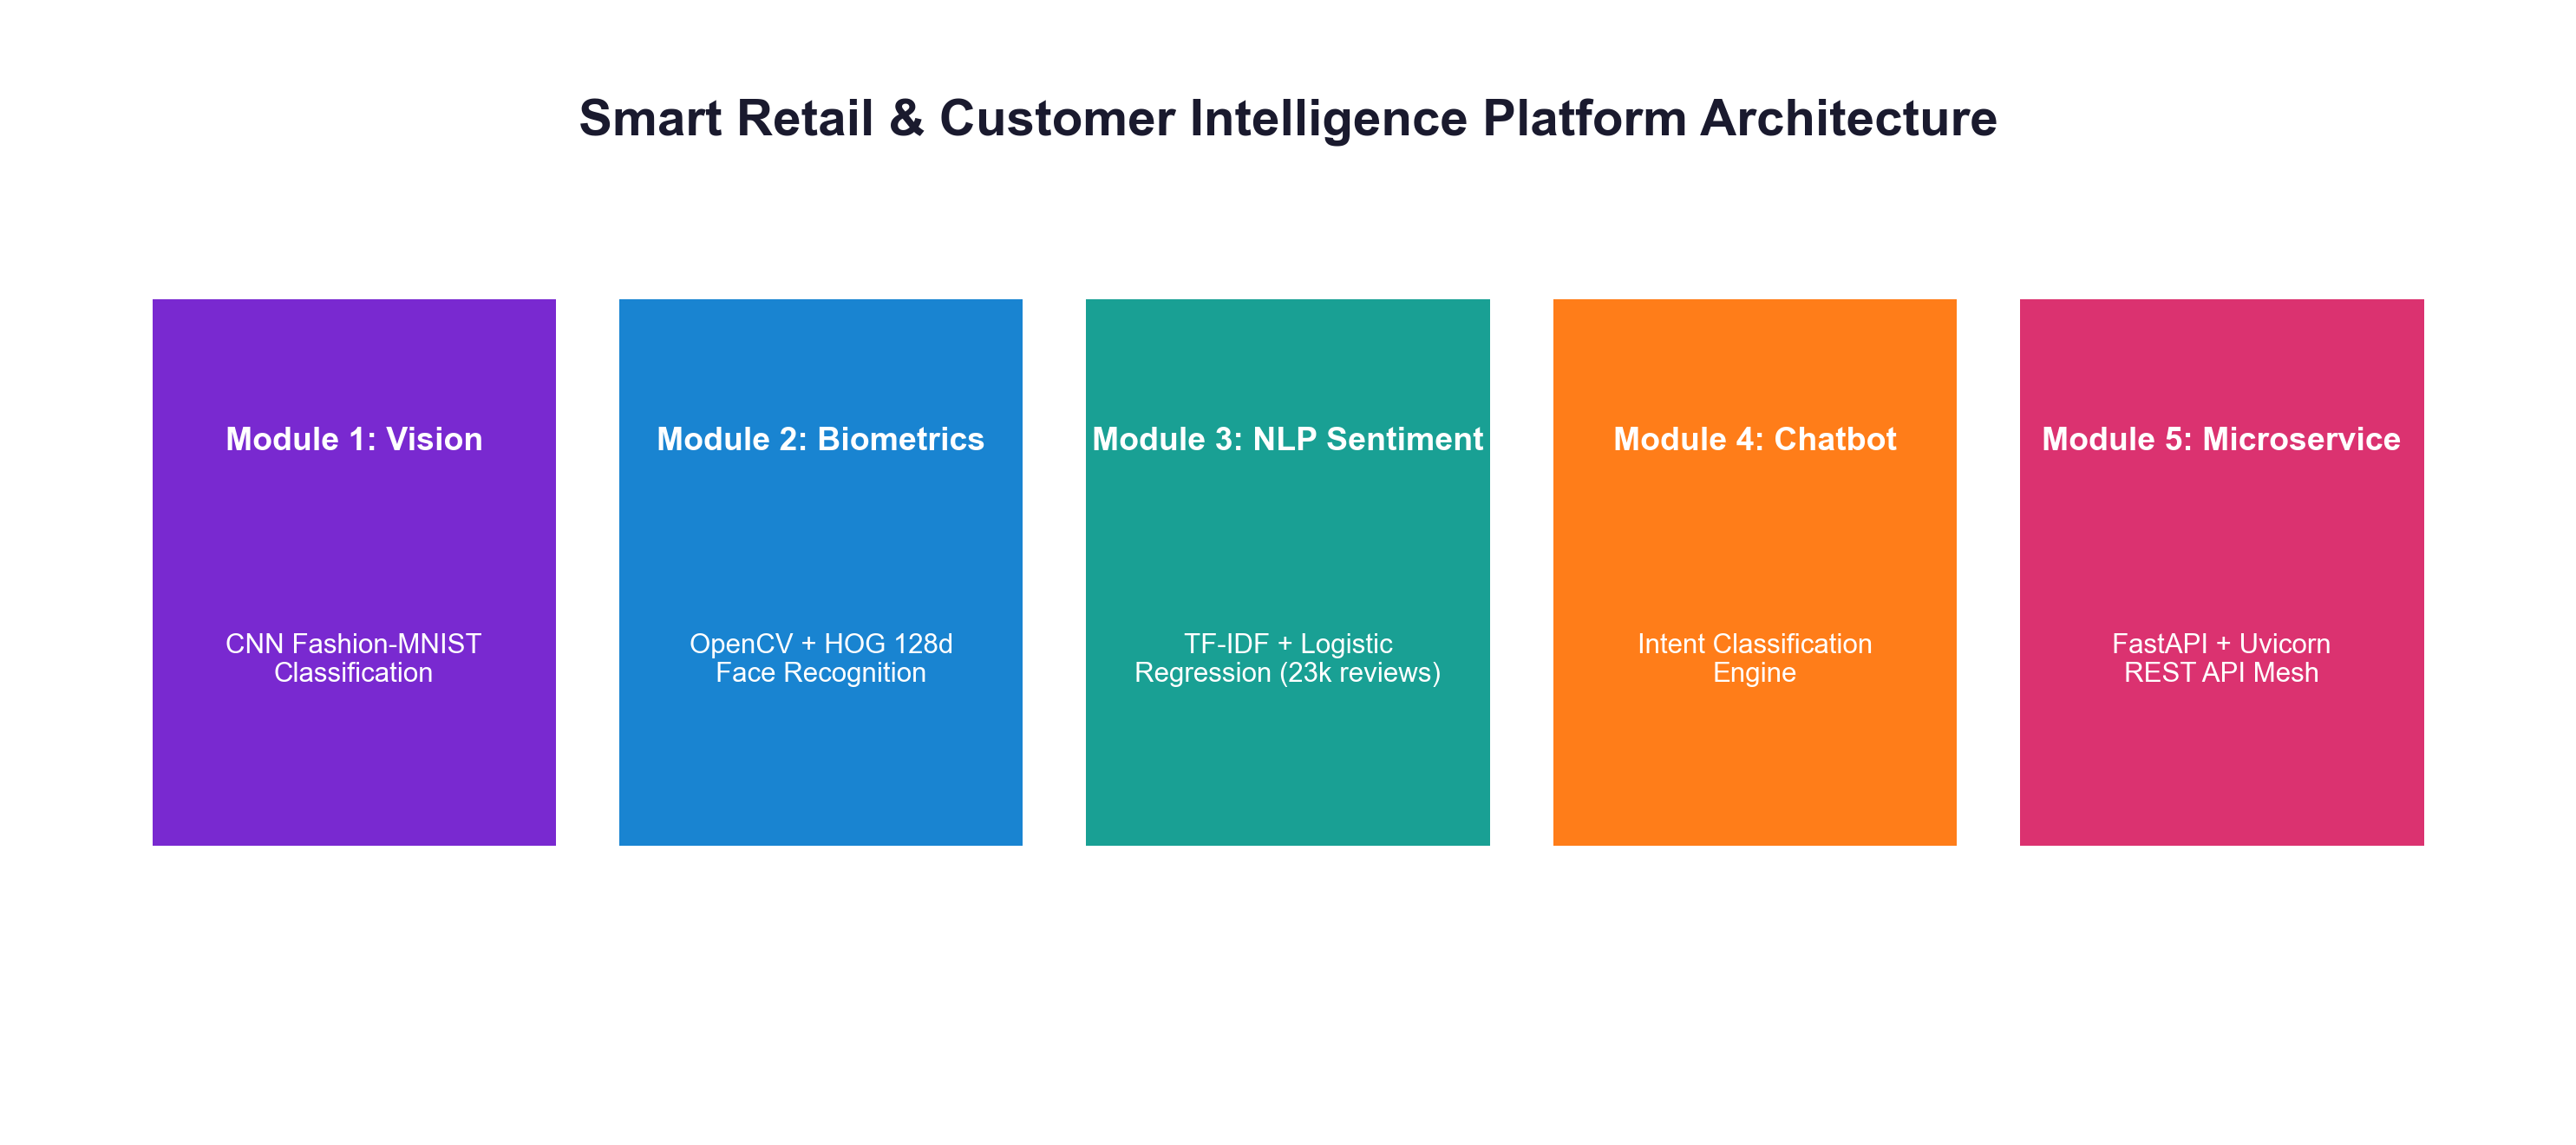 Smart Retail & Customer Intelligence Platform Architecture
Module 1: Vision
CNN Fashion-MNIST
Classification
Module 2: Biometrics
OpenCV + HOG 128d
Face Recognition
Module 3: NLP Sentiment
TF-IDF + Logistic
Regression (23k reviews)
Module 4: Chatbot
Intent Classification
Engine
Module 5: Microservice
FastAPI + Uvicorn
REST API Mesh